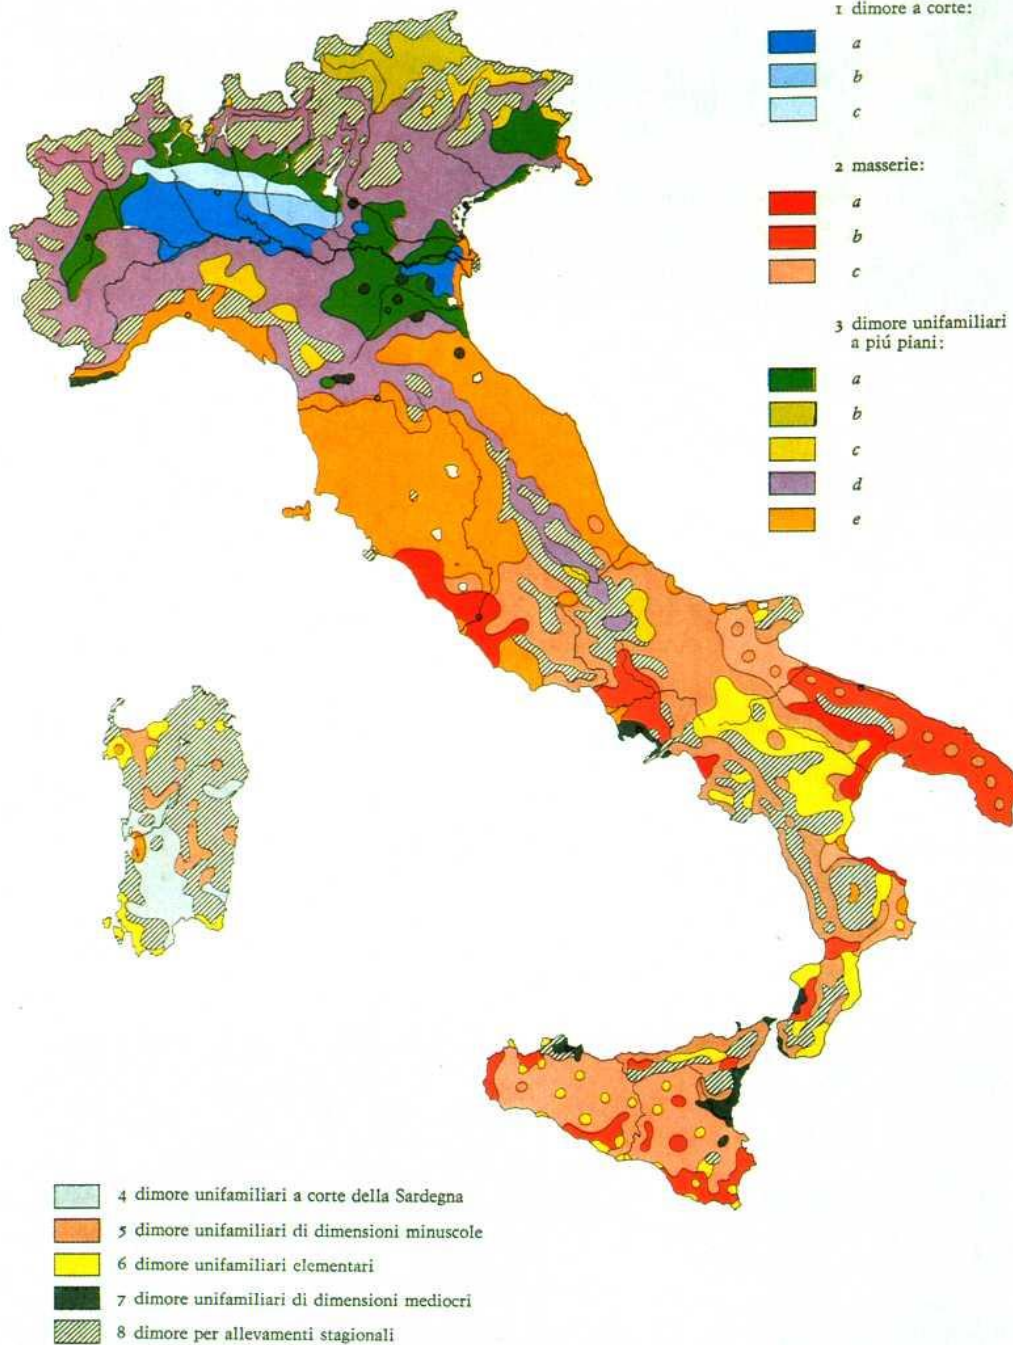 1 dimore a corte:
a
b
c
2 masserie:
a
b
c
3 dimore unifamiliari
a piú piani:
a
b
c
d
e
4 dimore unifamiliari a corte della Sardegna
5 dimore unifamiliari di dimensioni minuscole
6 dimore unifamiliari elementari
7 dimore unifamiliari di dimensioni mediocri
8 dimore per allevamenti stagionali